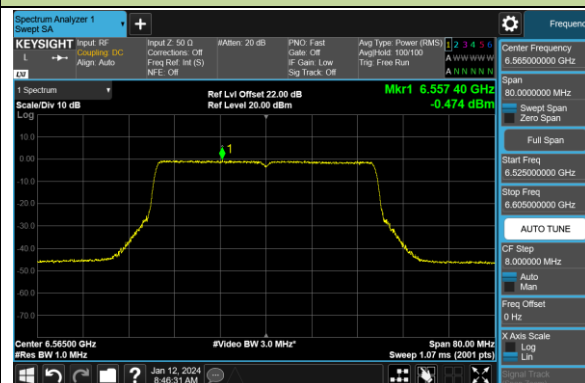 Spectrum Analyzer 1
Swept SA
Frequen
KEYSIGHT
L
LXI
Input: RF
Coupling: DC
Align: Auto
Input Z: 50 Ω
Corrections: Off
Freq Ref: Int (S)
NFE: Off
#Atten: 20 dB
PNO: Fast
Gate: Off
IF Gain: Low
Sig Track: Off
Avg Type: Power (RMS)
Avg|Hold: 100/100
Trig: Free Run
1 2 3 4 5 6
A W W W W W
A N N N N N
1 Spectrum
Scale/Div 10 dB
Log
Ref Lvl Offset 22.00 dB
Ref Level 20.00 dBm
Mkr1 6.557 40 GHz
-0.474 dBm
10.0
0.00
-10.0
-20.0
-30.0
-40.0
-50.0
-60.0
-70.0
1
Center 6.56500 GHz
#Res BW 1.0 MHz
#Video BW 3.0 MHz*
Span 80.00 MHz
Sweep 1.07 ms (2001 pts)
Jan 12, 2024
8:46:31 AM
Center Frequency
6.565000000 GHz
Span
80.0000000 MHz
Swept Span
Zero Span
Full Span
Start Freq
6.525000000 GHz
Stop Freq
6.605000000 GHz
AUTO TUNE
CF Step
8.000000 MHz
Auto
Man
Freq Offset
0 Hz
X Axis Scale
Log
Lin
Signal Track